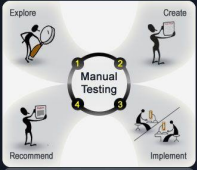 Explore
Create
1
2
Manual
Testing
4
3
Recommend
Implement